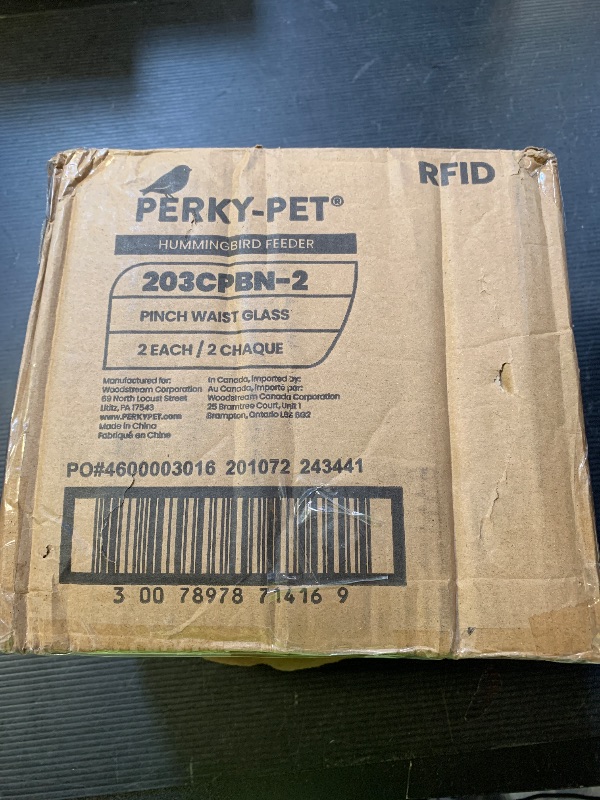 RFID
PERKY-PET®
HUMMINGBIRD FEEDER
203CPBN-2
PINCH WAIST GLASS
2 EACH / 2 CHAQUE
Manufactured for:
Woodstream Corporation
69 North Locust Street
Lititz, PA 17543
www.PERKYPET.com
Made in China
Fabriqué en Chine
In Canada, imported by:
Au Canada, importé par:
Woodstream Canada Corporation
25 Bramtree Court, Unit 1
Brampton, Ontario L6S 6G2
PO#4600003016 201072 243441
3 00 78978 71416 9